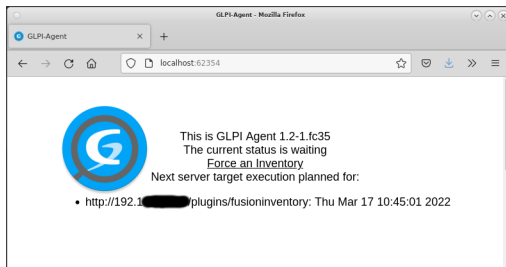 GLPI-Agent - Mozilla Firefox
GLPI-Agent
localhost:62354
This is GLPI Agent 1.2-1.fc35
The current status is waiting
Force an Inventory
Next server target execution planned for:
• http://192.1 /plugins/fusioninventory: Thu Mar 17 10:45:01 2022